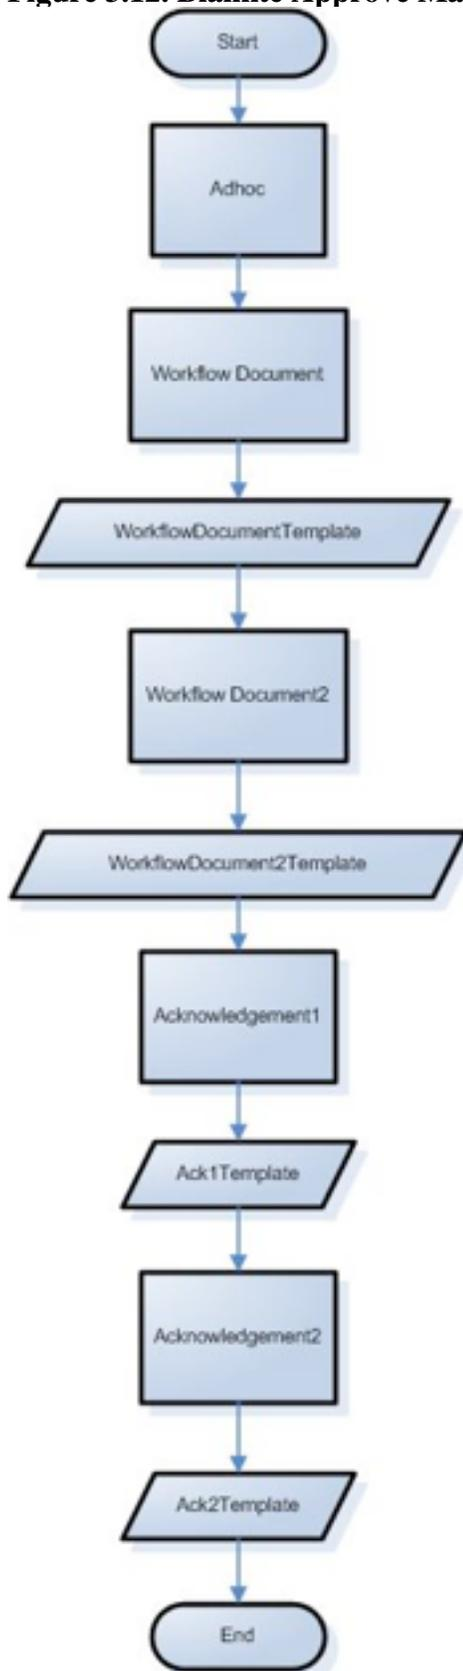 Start
Adhoc
Workflow Document
WorkflowDocumentTemplate
Workflow Document2
WorkflowDocument2Template
Acknowledgement1
Ack1Template
Acknowledgement2
Ack2Template
End